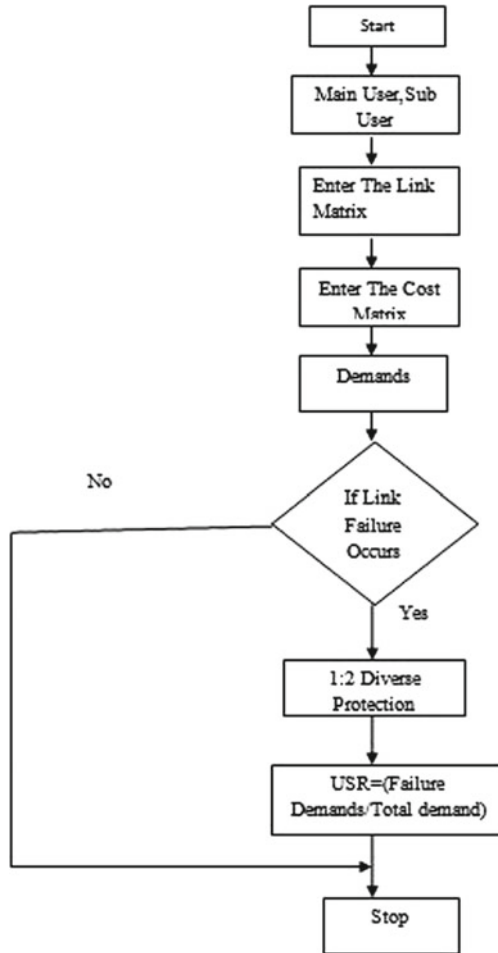 Start
Main User,Sub
User
Enter The Link
Matrix
Enter The Cost
Matrix
Demands
No
If Link
Failure
Occurs
Yes
1:2 Diverse
Protection
USR=(Failure
Demands/Total demand)
Stop